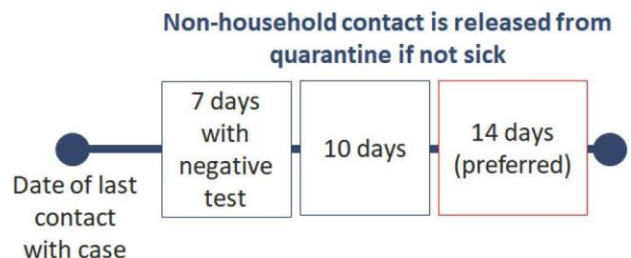 Non-household contact is released from
quarantine if not sick
7 days
with
negative
test
10 days
14 days
(preferred)
Date of last
contact
with case